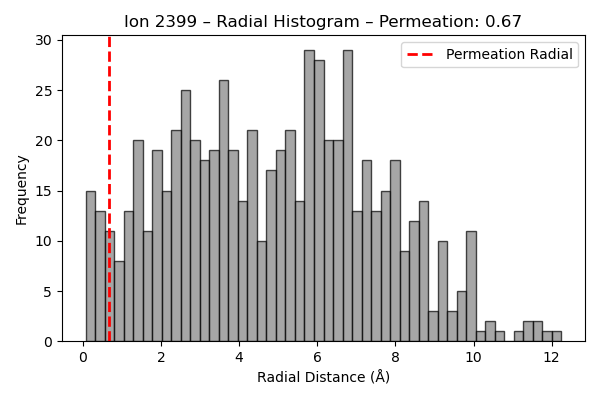 Ion 2399 – Radial Histogram – Permeation: 0.67
Permeation Radial
30
25
20
15
10
5
0
Frequency
0 2 4 6 8 10 12
Radial Distance (Å)